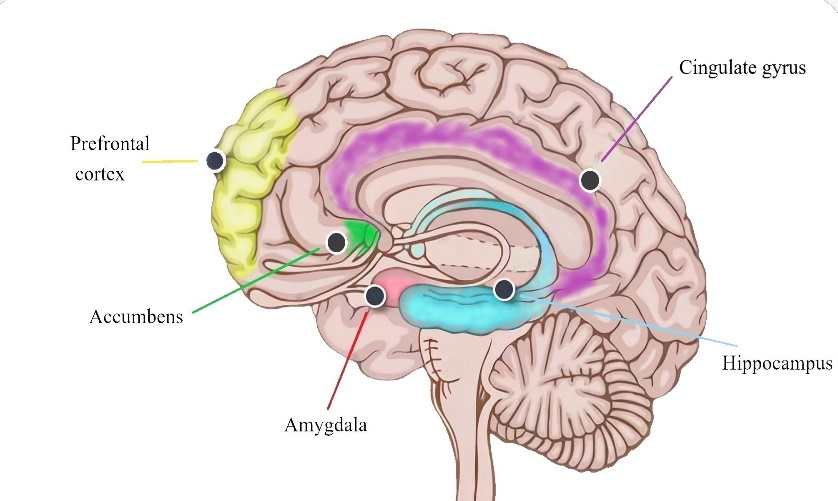 Cingulate gyrus
Prefrontal
cortex
Accumbens
Hippocampus
Amygdala